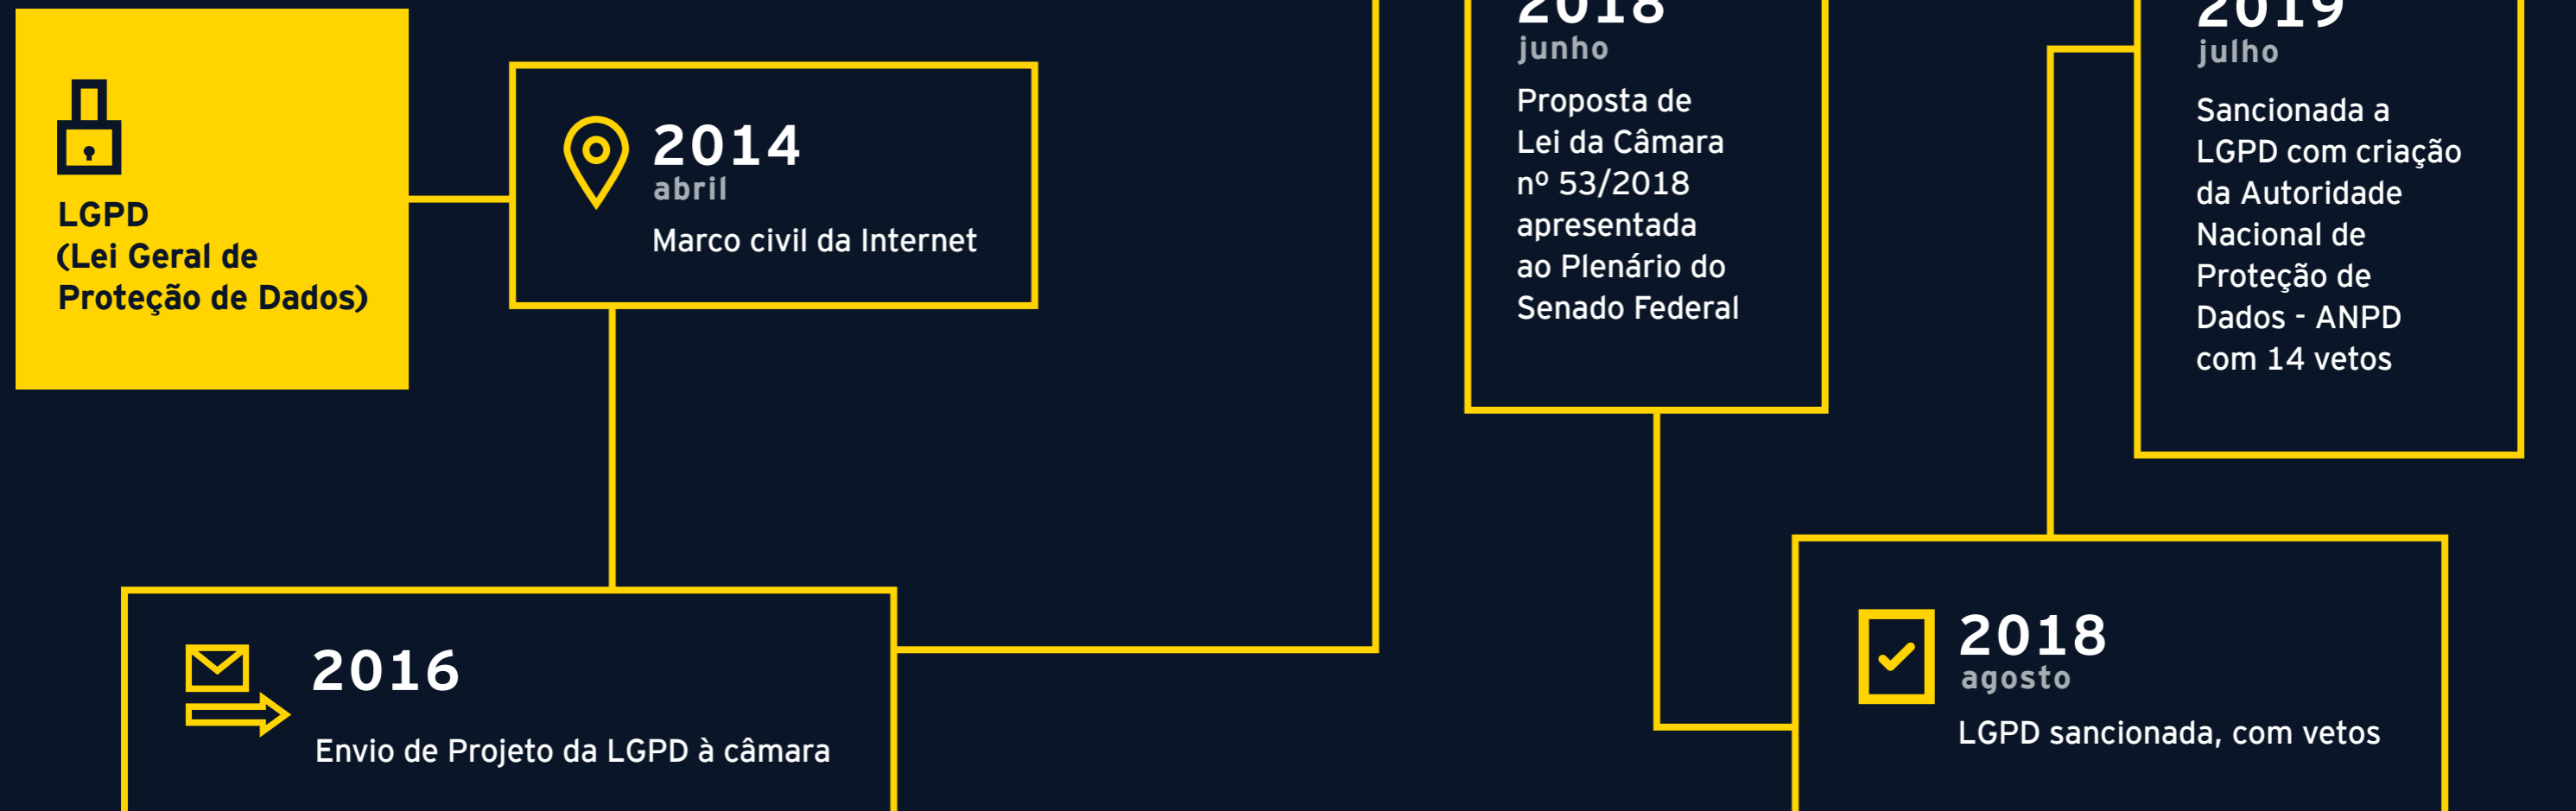 LGPD
(Lei Geral de
Proteção de Dados)
2014
abril
Marco civil da Internet
2016
Envio de Projeto da LGPD à câmara
2018
junho
Proposta de
Lei da Câmara
nº 53/2018
apresentada
ao Plenário do
Senado Federal
2018
agosto
LGPD sancionada, com vetos
2019
julho
Sancionada a
LGPD com criação
da Autoridade
Nacional de
Proteção de
Dados - ANPD
com 14 vetos